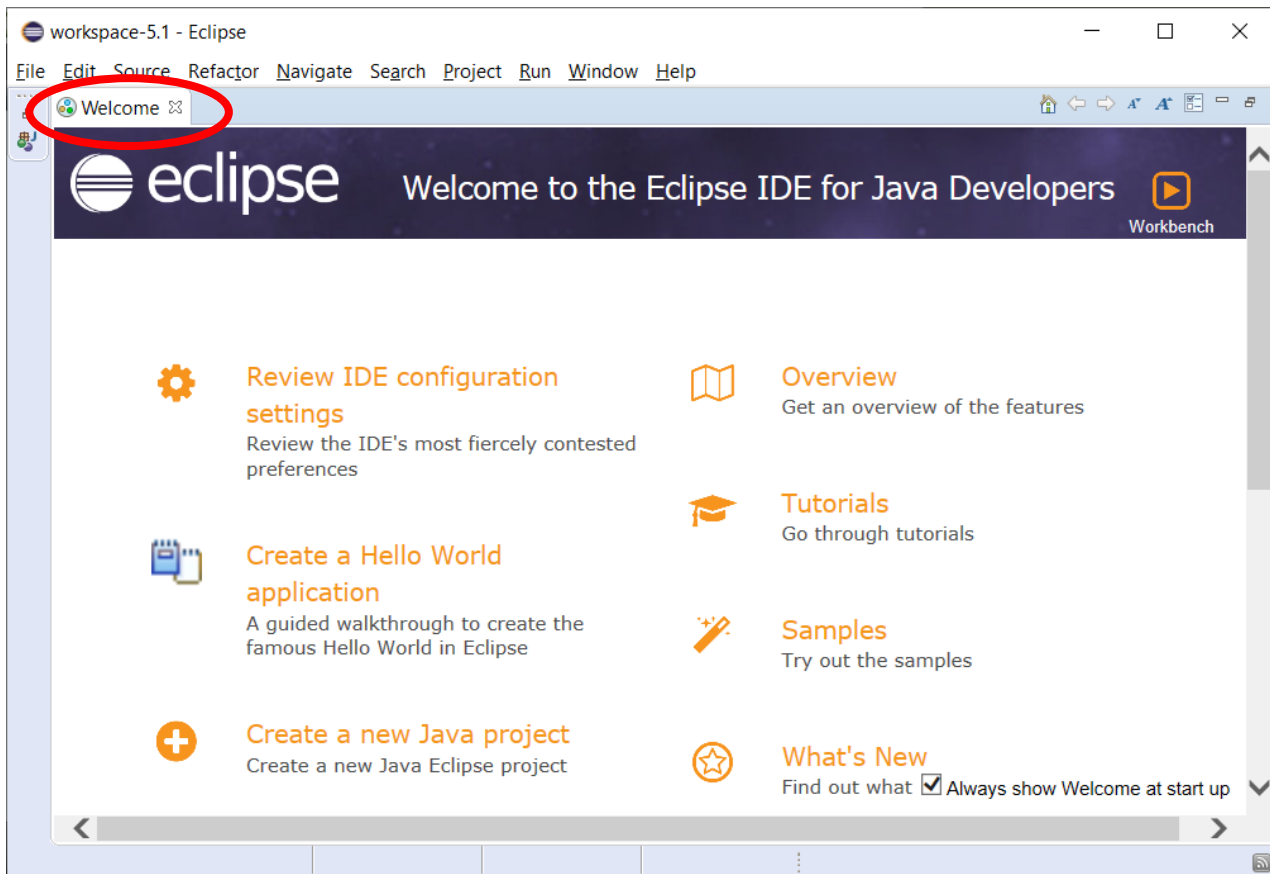 workspace-5.1 - Eclipse
File Edit Source Refactor Navigate Search Project Run Window Help
Welcome
eclipse
Welcome to the Eclipse IDE for Java Developers
Workbench
Review IDE configuration
settings
Review the IDE's most fiercely contested
preferences
Create a Hello World
application
A guided walkthrough to create the
famous Hello World in Eclipse
Create a new Java project
Create a new Java Eclipse project
Overview
Get an overview of the features
Tutorials
Go through tutorials
Samples
Try out the samples
What's New
Find out what
Always show Welcome at start up